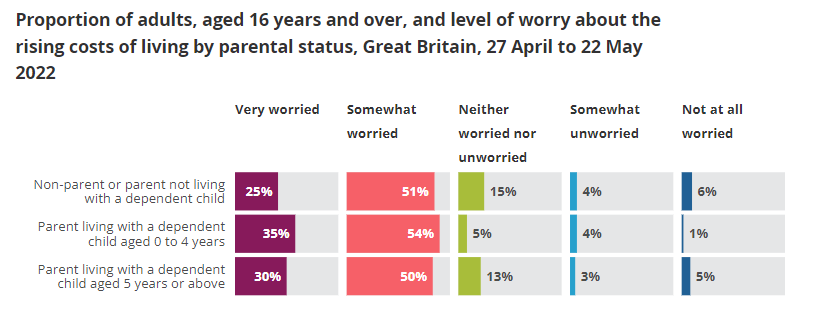 Proportion of adults, aged 16 years and over, and level of worry about the
rising costs of living by parental status, Great Britain, 27 April to 22 May
2022
Very worried
Somewhat
worried
Neither
worried nor
unworried
Somewhat
unworried
Not at all
worried
Non-parent or parent not living
with a dependent child
25%
51%
15%
4%
6%
Parent living with a dependent
child aged 0 to 4 years
35%
54%
5%
4%
1%
Parent living with a dependent
child aged 5 years or above
30%
50%
13%
3%
5%